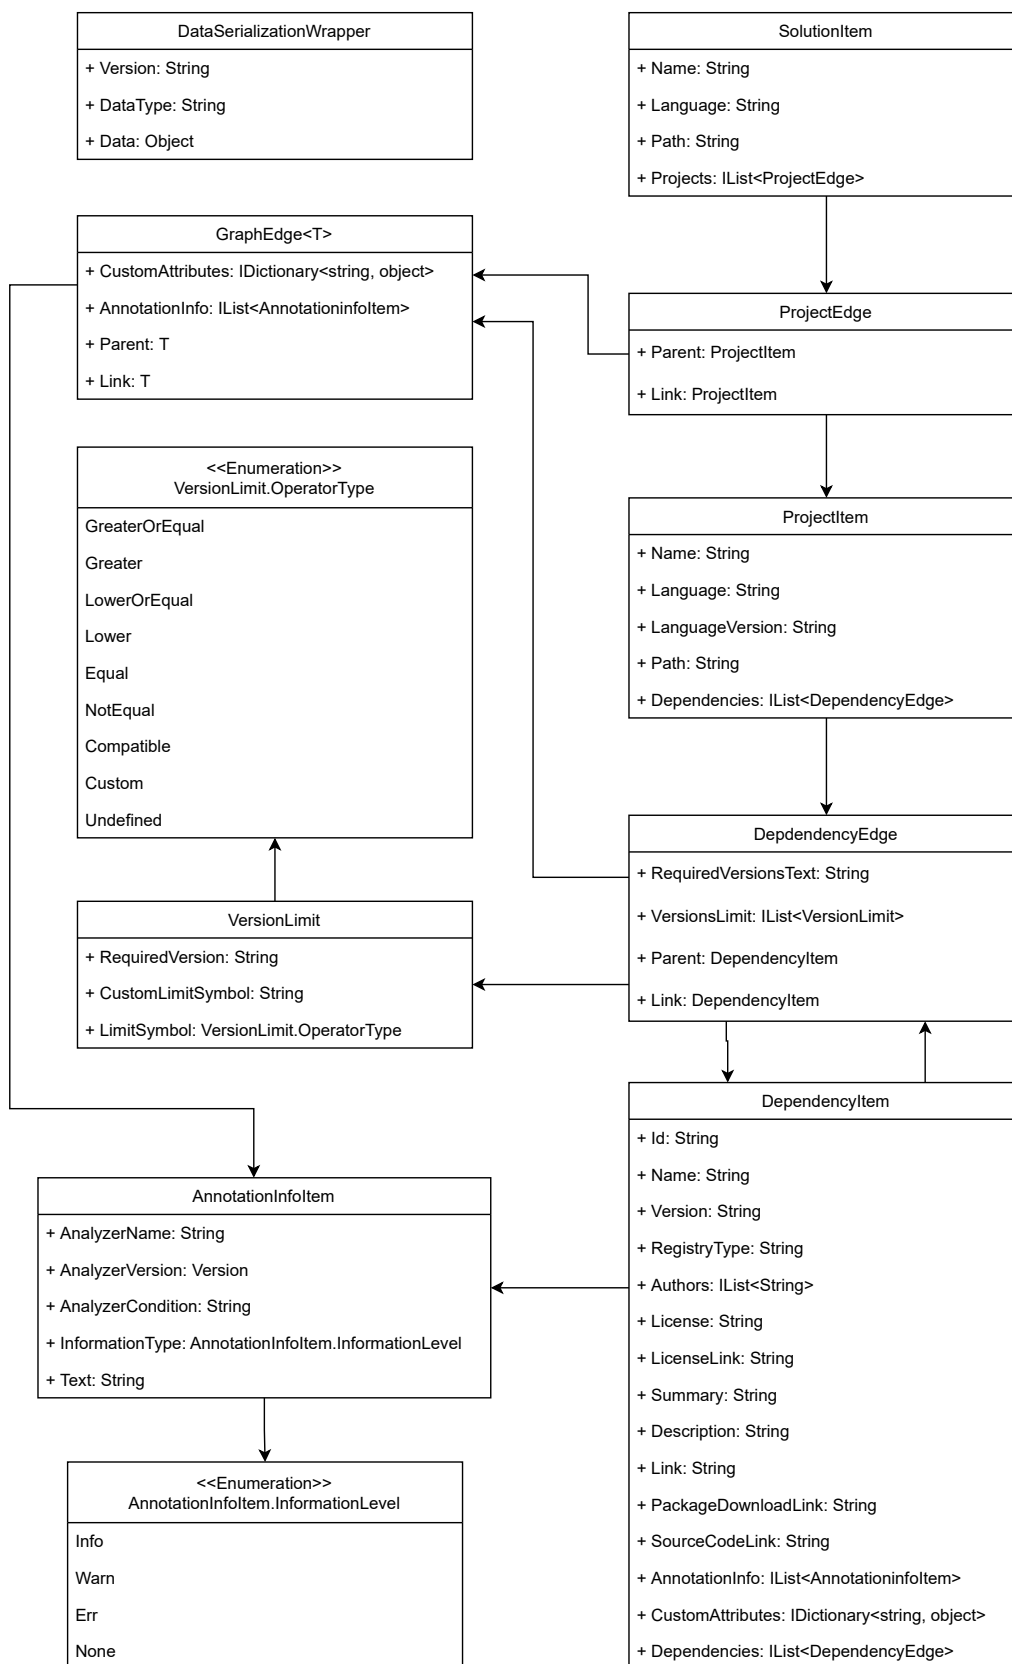 DataSerializationWrapper
+ Version: String
+ DataType: String
+ Data: Object
SolutionItem
+ Name: String
+ Language: String
+ Path: String
+ Projects: IList<ProjectEdge>
GraphEdge<T>
+ CustomAttributes: IDictionary<string, object>
+ AnnotationInfo: IList<AnnotationinfoItem>
+ Parent: T
+ Link: T
ProjectEdge
+ Parent: ProjectItem
+ Link: ProjectItem
<<Enumeration>>
VersionLimit.OperatorType
GreaterOrEqual
Greater
LowerOrEqual
Lower
Equal
NotEqual
Compatible
Custom
Undefined
ProjectItem
+ Name: String
+ Language: String
+ LanguageVersion: String
+ Path: String
+ Dependencies: IList<DependencyEdge>
DepdendencyEdge
+ RequiredVersionsText: String
+ VersionsLimit: IList<VersionLimit>
+ Parent: DependencyItem
+ Link: DependencyItem
VersionLimit
+ RequiredVersion: String
+ CustomLimitSymbol: String
+ LimitSymbol: VersionLimit.OperatorType
DependencyItem
+ Id: String
+ Name: String
+ Version: String
+ RegistryType: String
+ Authors: IList<String>
+ License: String
+ LicenseLink: String
+ Summary: String
+ Description: String
+ Link: String
+ PackageDownloadLink: String
+ SourceCodeLink: String
+ AnnotationInfo: IList<AnnotationinfoItem>
+ CustomAttributes: IDictionary<string, object>
+ Dependencies: IList<DependencyEdge>
AnnotationInfoItem
+ AnalyzerName: String
+ AnalyzerVersion: Version
+ AnalyzerCondition: String
+ InformationType: AnnotationInfoItem.InformationLevel
+ Text: String
<<Enumeration>>
AnnotationInfoItem.InformationLevel
Info
Warn
Err
None